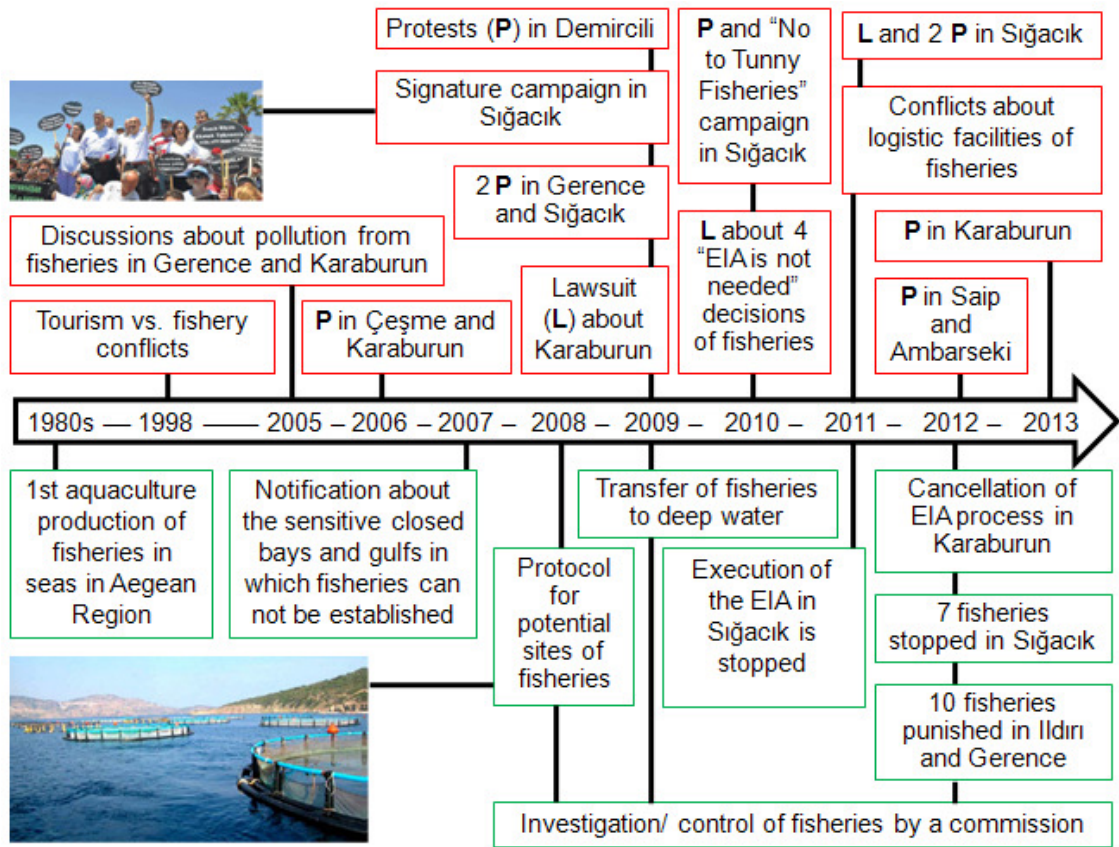 Protests (P) in Demircili
Signature campaign in
Sığacık
2 P in Gerence
and Sığacık
P and “No
to Tunny
Fisheries”
campaign
in Sığacık
L and 2 P in Sığacık
Conflicts about
logistic facilities of
fisheries
Discussions about pollution from
fisheries in Gerence and Karaburun
Tourism vs. fishery
conflicts
P in Çeşme and
Karaburun
Lawsuit
(L) about
Karaburun
L about 4
“EIA is not
needed”
decisions
of fisheries
P in Karaburun
P in Saip
and
Ambarseki
1980s — 1998 —— 2005 – 2006 – 2007 – 2008 – 2009 – 2010 – 2011 – 2012 – 2013
1st aquaculture
production of
fisheries in
seas in Aegean
Region
Notification about
the sensitive closed
bays and gulfs in
which fisheries can
not be established
Protocol
for
potential
sites of
fisheries
Transfer of fisheries
to deep water
Execution of
the EIA in
Sığacık is
stopped
Cancellation of
EIA process in
Karaburun
7 fisheries
stopped in Sığacık
10 fisheries
punished in Ildırı
and Gerence
Investigation/ control of fisheries by a commission